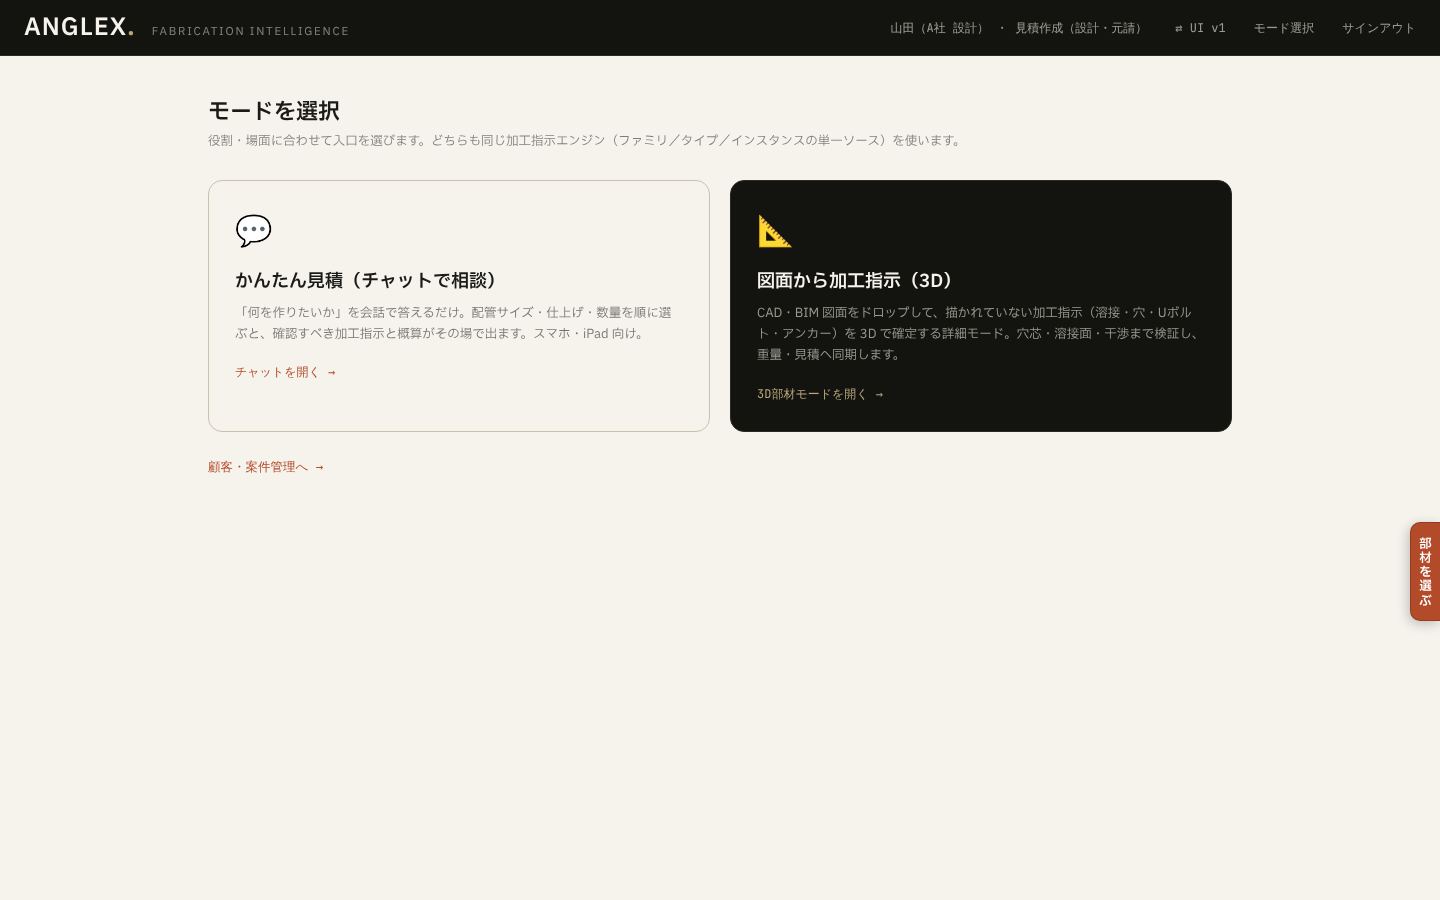 ANGLEX. FABRICATION INTELLIGENCE
山田（A社 設計） ・ 見積作成（設計・元請）
⇄ UI v1
モード選択
サインアウト
モードを選択
役割・場面に合わせて入口を選びます。どちらも同じ加工指示エンジン（ファミリ／タイプ／インスタンスの単一ソース）を使います。
かんたん見積（チャットで相談）
「何を作りたいか」を会話で答えるだけ。配管サイズ・仕上げ・数量を順に選
ぶと、確認すべき加工指示と概算がその場で出ます。スマホ・iPad 向け。
チャットを開く →
図面から加工指示（3D）
CAD・BIM 図面をドロップして、描かれていない加工指示（溶接・穴・Uボル
ト・アンカー）を 3D で確定する詳細モード。穴芯・溶接面・干渉まで検証し、
重量・見積へ同期します。
3D部材モードを開く →
顧客・案件管理へ →
部材を選ぶ